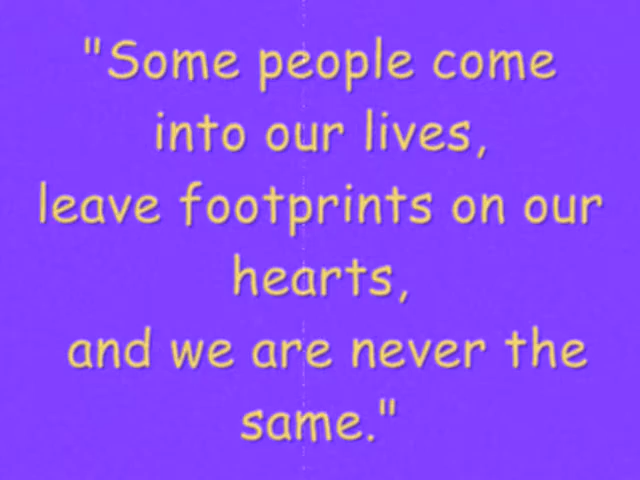 "Some people come
into our lives,
leave footprints on our
hearts,
and we are never the
same."